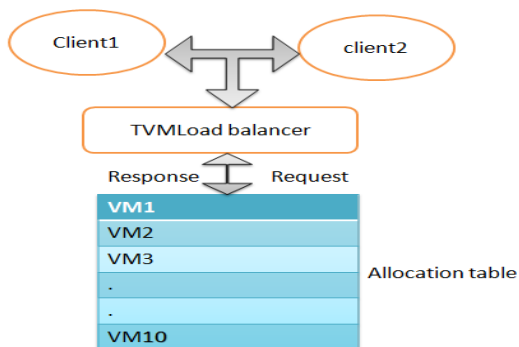 Client1
client2
TVMLoad balancer
Response
Request
VM1
VM2
VM3
.
.
VM10
Allocation table